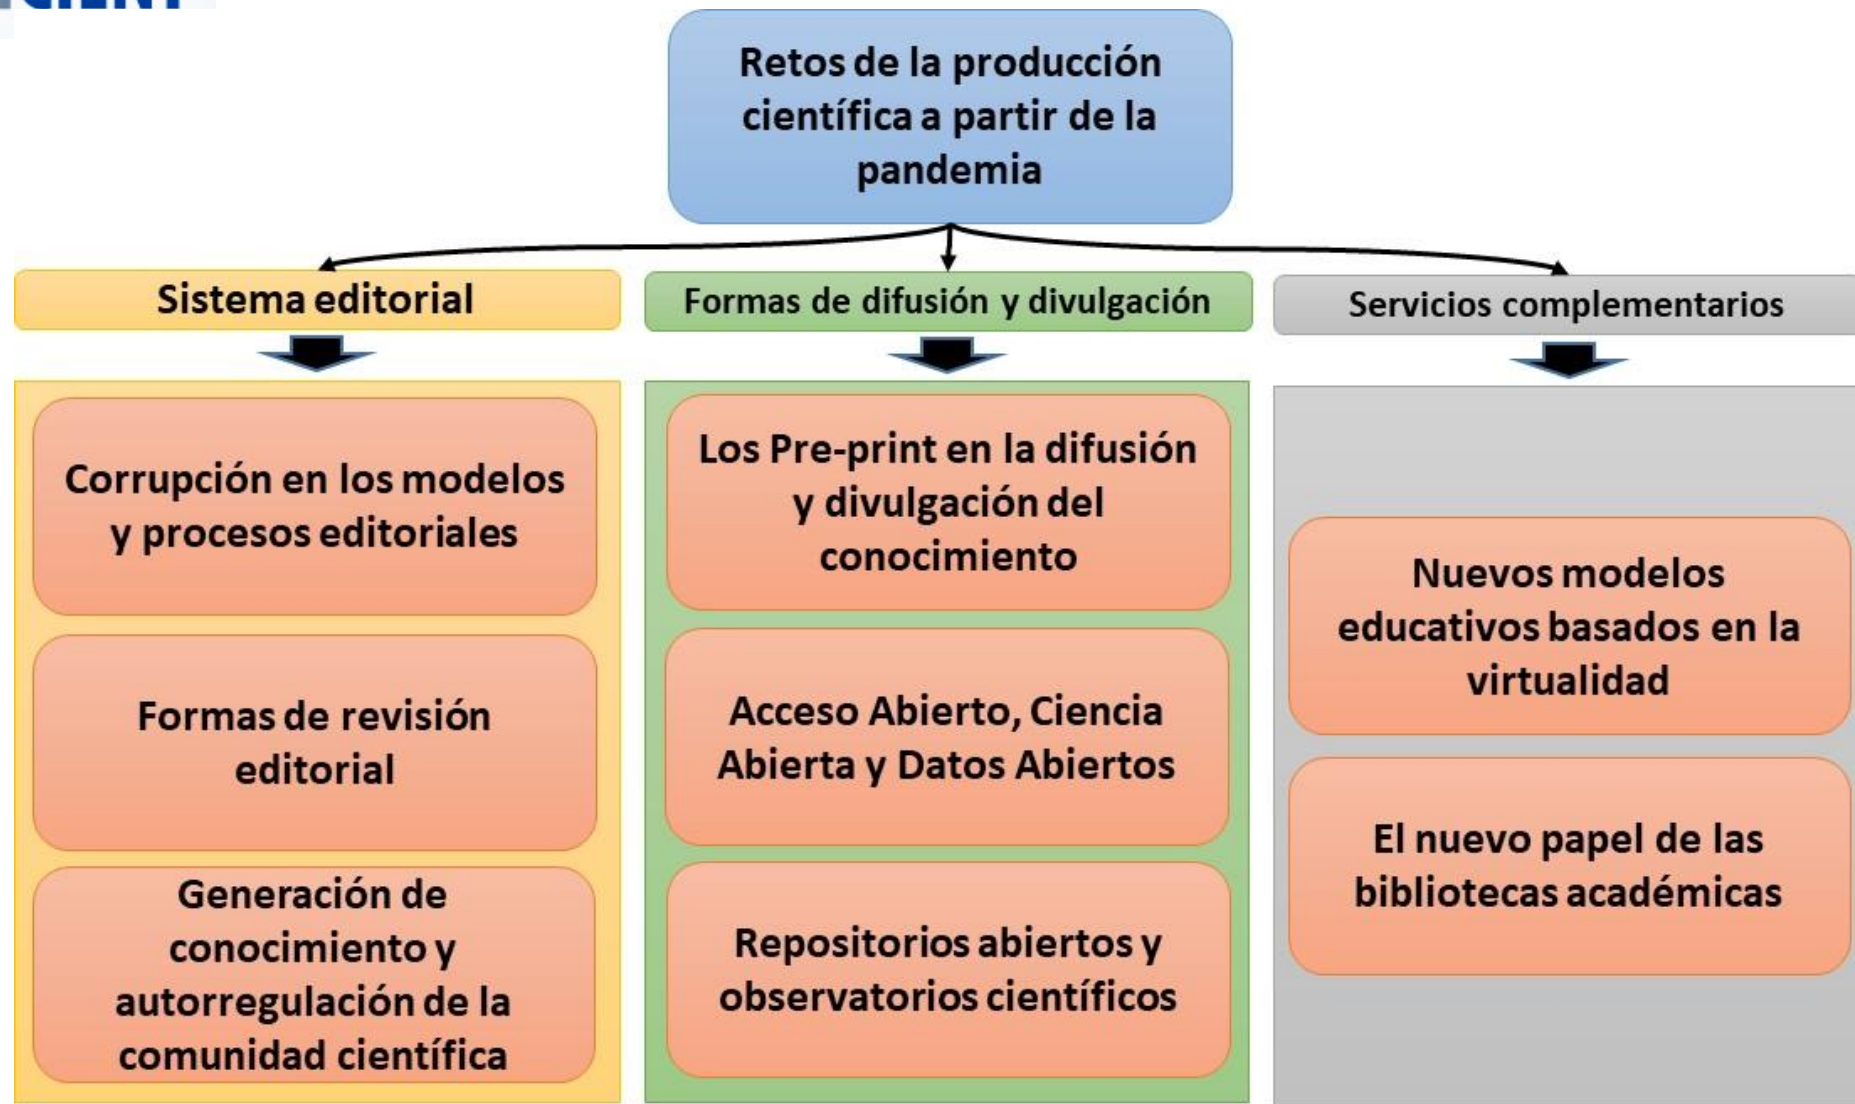 Retos de la producción
científica a partir de la
pandemia
Sistema editorial
Corrupción en los modelos
y procesos editoriales
Formas de revisión
editorial
Generación de
conocimiento y
autorregulación de la
comunidad científica
Formas de difusión y divulgación
Los Pre-print en la difusión
y divulgación del
conocimiento
Acceso Abierto, Ciencia
Abierta y Datos Abiertos
Repositorios abiertos y
observatorios científicos
Servicios complementarios
Nuevos modelos
educativos basados en la
virtualidad
El nuevo papel de las
bibliotecas académicas